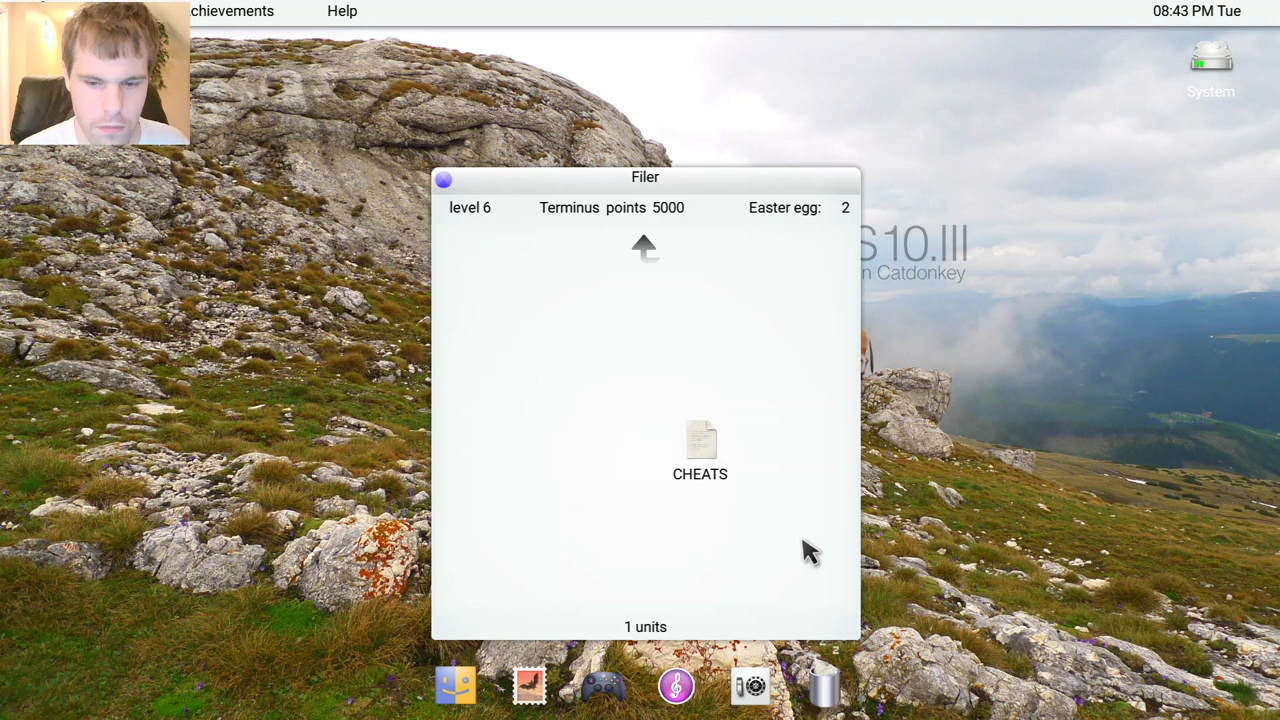 chievements Help 08:43 PM Tue
System
Filer
level 6 Terminus points 5000 Easter egg: 2
S10.III
n Catdonkey
CHEATS
1 units
2